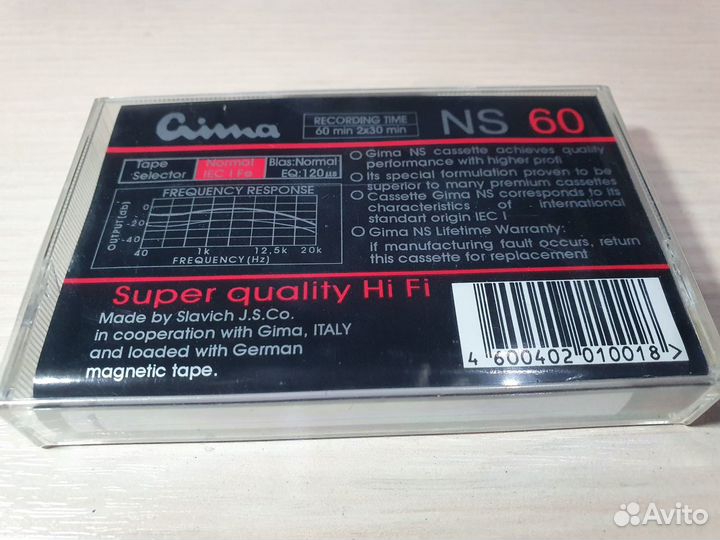 Gima
RECORDING TIME
60 min 2x30 min
NS 60
Tape Selector
Normal IEC I Fe
Bias:Normal EQ:120 µs
FREQUENCY RESPONSE
OUTPUT(db)
0
-20
-40
40 1k 12,5k 20k
FREQUENCY(Hz)
Gima NS cassette achieves quality
performance with higher profi
Its special formulation proven to be
superior to many premium cassettes
Cassette Gima NS corresponds to its
characteristics of - international
standart origin IEC I
Gima NS Lifetime Warranty:
if manufacturing fault occurs, return
this cassette for replacement
Super quality Hi Fi
Made by Slavich J.S.Co.
in cooperation with Gima, ITALY
and loaded with German
magnetic tape.
4 600402 010018 >
Avito